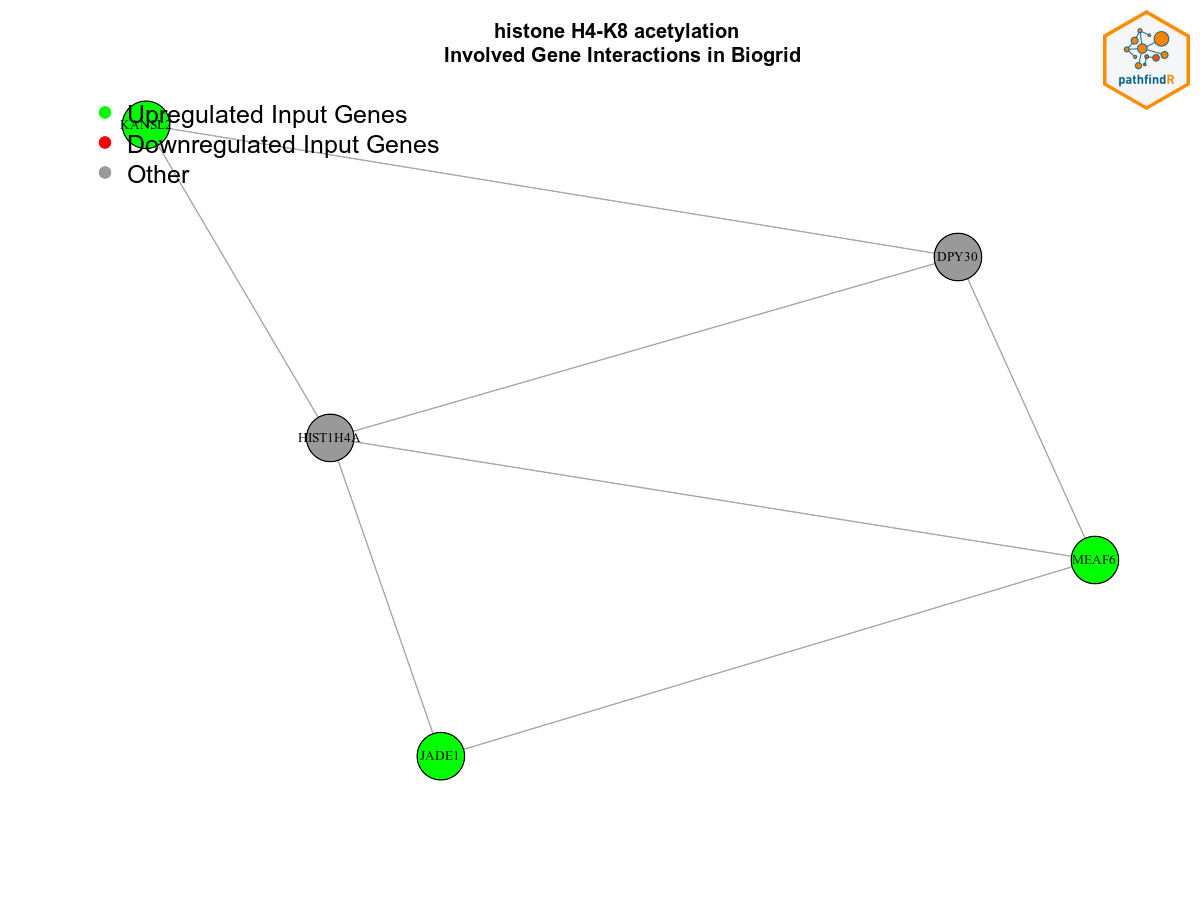 histone H4-K8 acetylation
Involved Gene Interactions in Biogrid
pathfindR
Upregulated Input Genes
KANSL2
Downregulated Input Genes
Other
DPY30
HIST1H4A
MEAF6
JADE1